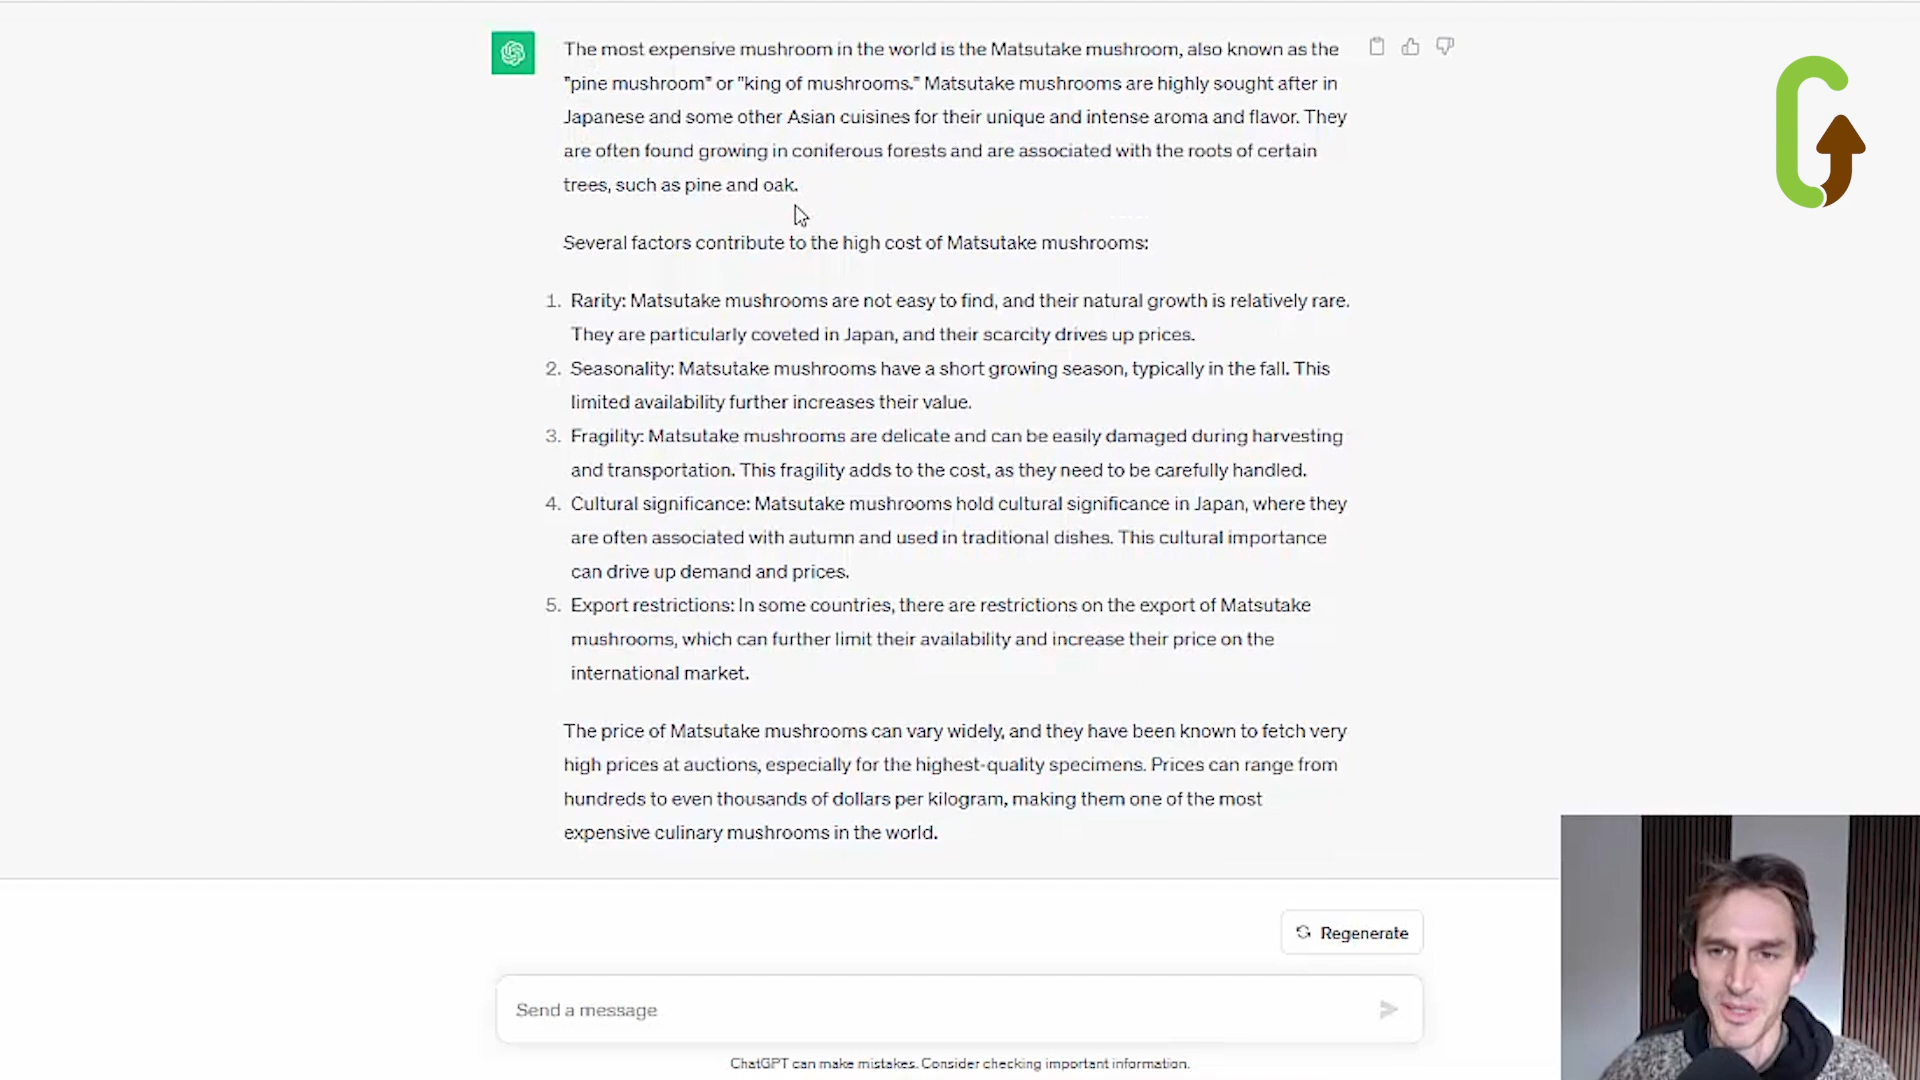 The most expensive mushroom in the world is the Matsutake mushroom, also known as the
"pine mushroom" or "king of mushrooms." Matsutake mushrooms are highly sought after in
Japanese and some other Asian cuisines for their unique and intense aroma and flavor. They
are often found growing in coniferous forests and are associated with the roots of certain
trees, such as pine and oak.
Several factors contribute to the high cost of Matsutake mushrooms:
1. Rarity: Matsutake mushrooms are not easy to find, and their natural growth is relatively rare.
They are particularly coveted in Japan, and their scarcity drives up prices.
2. Seasonality: Matsutake mushrooms have a short growing season, typically in the fall. This
limited availability further increases their value.
3. Fragility: Matsutake mushrooms are delicate and can be easily damaged during harvesting
and transportation. This fragility adds to the cost, as they need to be carefully handled.
4. Cultural significance: Matsutake mushrooms hold cultural significance in Japan, where they
are often associated with autumn and used in traditional dishes. This cultural importance
can drive up demand and prices.
5. Export restrictions: In some countries, there are restrictions on the export of Matsutake
mushrooms, which can further limit their availability and increase their price on the
international market.
The price of Matsutake mushrooms can vary widely, and they have been known to fetch very
high prices at auctions, especially for the highest-quality specimens. Prices can range from
hundreds to even thousands of dollars per kilogram, making them one of the most
expensive culinary mushrooms in the world.
Regenerate
Send a message
ChatGPT can make mistakes. Consider checking important information.